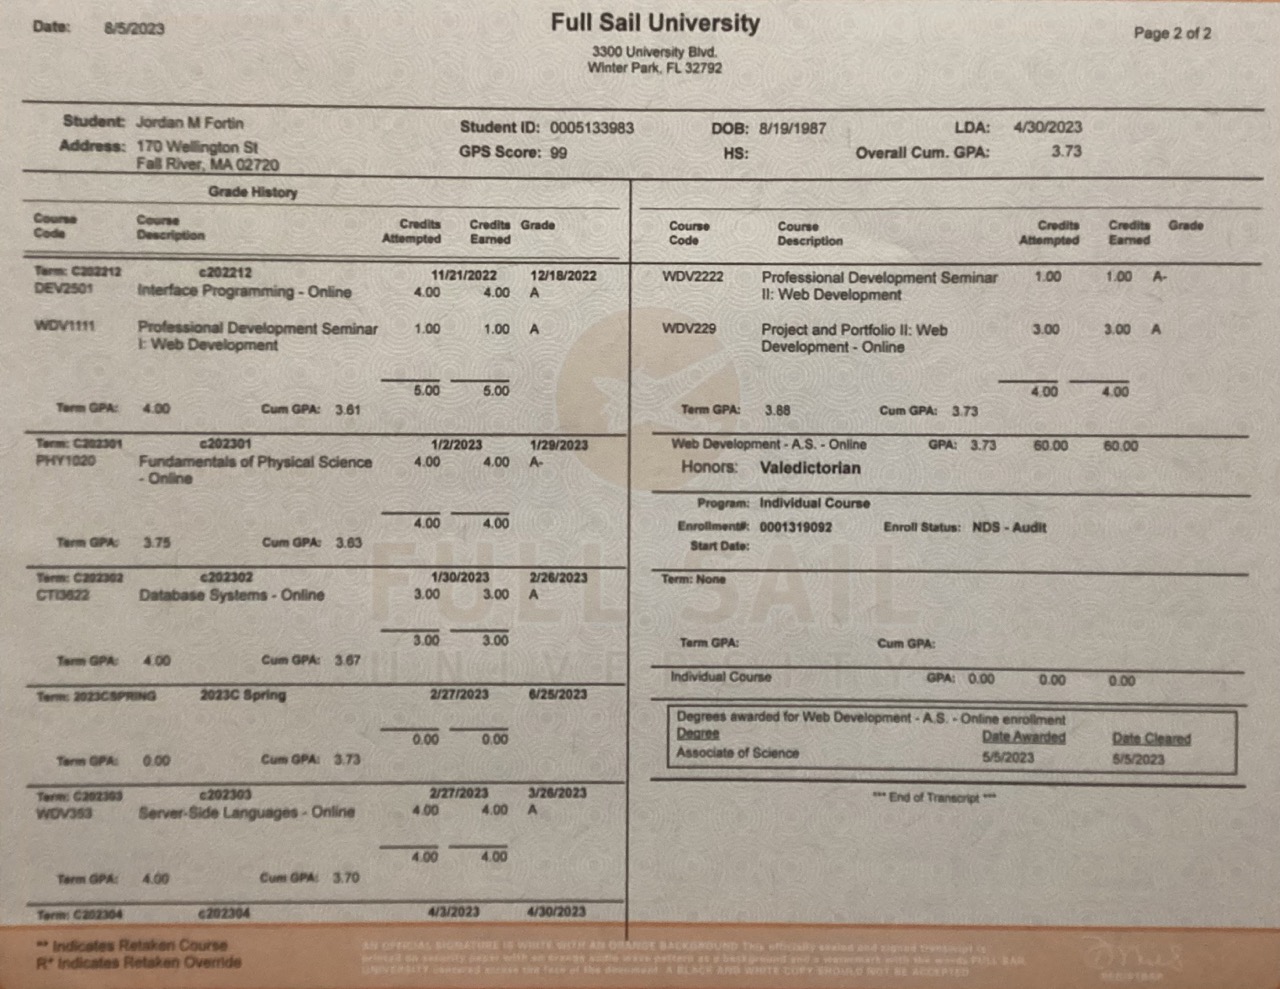 Date: 8/5/2023
Full Sail University
3300 University Blvd.
Winter Park, FL 32792
Page 2 of 2
Student: Jordan M Fortin
Address: 170 Wellington St
Fall River, MA 02720
Student ID: 0005133983
GPS Score: 99
DOB: 8/19/1987
HS:
LDA: 4/30/2023
Overall Cum. GPA: 3.73
Grade History
Course Code Course Description Credits Attempted Credits Earned Grade
Term: C202212 c202212 11/21/2022 12/18/2022
DEV2501 Interface Programming - Online 4.00 4.00 A
WDV1111 Professional Development Seminar 1.00 1.00 A
I: Web Development
5.00 5.00
Term GPA: 4.00 Cum GPA: 3.61
Term: C202301 c202301 1/2/2023 1/29/2023
PHY1020 Fundamentals of Physical Science 4.00 4.00 A-
- Online
4.00 4.00
Term GPA: 3.75 Cum GPA: 3.63
Term: C202302 c202302 1/30/2023 2/26/2023
CTI3622 Database Systems - Online 3.00 3.00 A
3.00 3.00
Term GPA: 4.00 Cum GPA: 3.67
Term: 2023CSPRING 2023C Spring 2/27/2023 6/25/2023
0.00 0.00
Term GPA: 0.00 Cum GPA: 3.73
Term: C202303 c202303 2/27/2023 3/26/2023
WDV353 Server-Side Languages - Online 4.00 4.00 A
4.00 4.00
Term GPA: 4.00 Cum GPA: 3.70
Term: C202304 c202304 4/3/2023 4/30/2023
Course Code Course Description Credits Attempted Credits Earned Grade
WDV2222 Professional Development Seminar 1.00 1.00 A-
II: Web Development
WDV229 Project and Portfolio II: Web 3.00 3.00 A
Development - Online
4.00 4.00
Term GPA: 3.88 Cum GPA: 3.73
Web Development - A.S. - Online GPA: 3.73 60.00 60.00
Honors: Valedictorian
Program: Individual Course
Enrollment#: 0001319092 Enroll Status: NDS - Audit
Start Date:
Term: None
Term GPA: Cum GPA:
Individual Course GPA: 0.00 0.00 0.00
Degrees awarded for Web Development - A.S. - Online enrollment
Degree Date Awarded Date Cleared
Associate of Science 5/5/2023 5/5/2023
*** End of Transcript ***
FULL SAIL
UNIVERSITY
** Indicates Retaken Course
R* Indicates Retaken Override
AN OFFICIAL SIGNATURE IS WHITE WITH AN ORANGE BACKGROUND This officially sealed and signed transcript is
printed on security paper with an orange wave pattern as a background and a watermark with the words FULL SAIL
UNIVERSITY centered across the face of the document. A BLACK AND WHITE COPY SHOULD NOT BE ACCEPTED
REGISTRAR